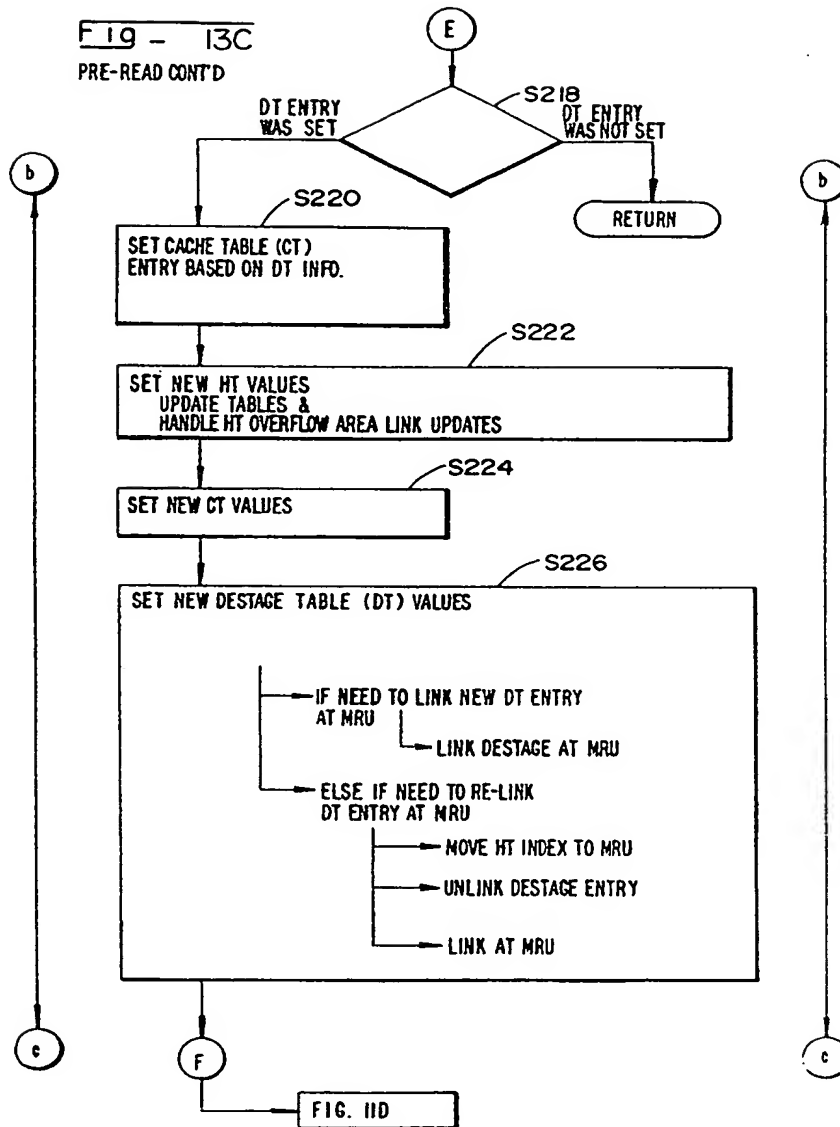 Fig - 13C
PRE-READ CONT'D
E
S218
DT ENTRY
WAS SET
DT ENTRY
WAS NOT SET
b
b
RETURN
S220
SET CACHE TABLE (CT)
ENTRY BASED ON DT INFO.
S222
SET NEW HT VALUES
UPDATE TABLES &
HANDLE HT OVERFLOW AREA LINK UPDATES
S224
SET NEW CT VALUES
S226
SET NEW DESTAGE TABLE (DT) VALUES
IF NEED TO LINK NEW DT ENTRY
AT MRU
LINK DESTAGE AT MRU
ELSE IF NEED TO RE-LINK
DT ENTRY AT MRU
MOVE HT INDEX TO MRU
UNLINK DESTAGE ENTRY
LINK AT MRU
c
c
F
FIG. 11D